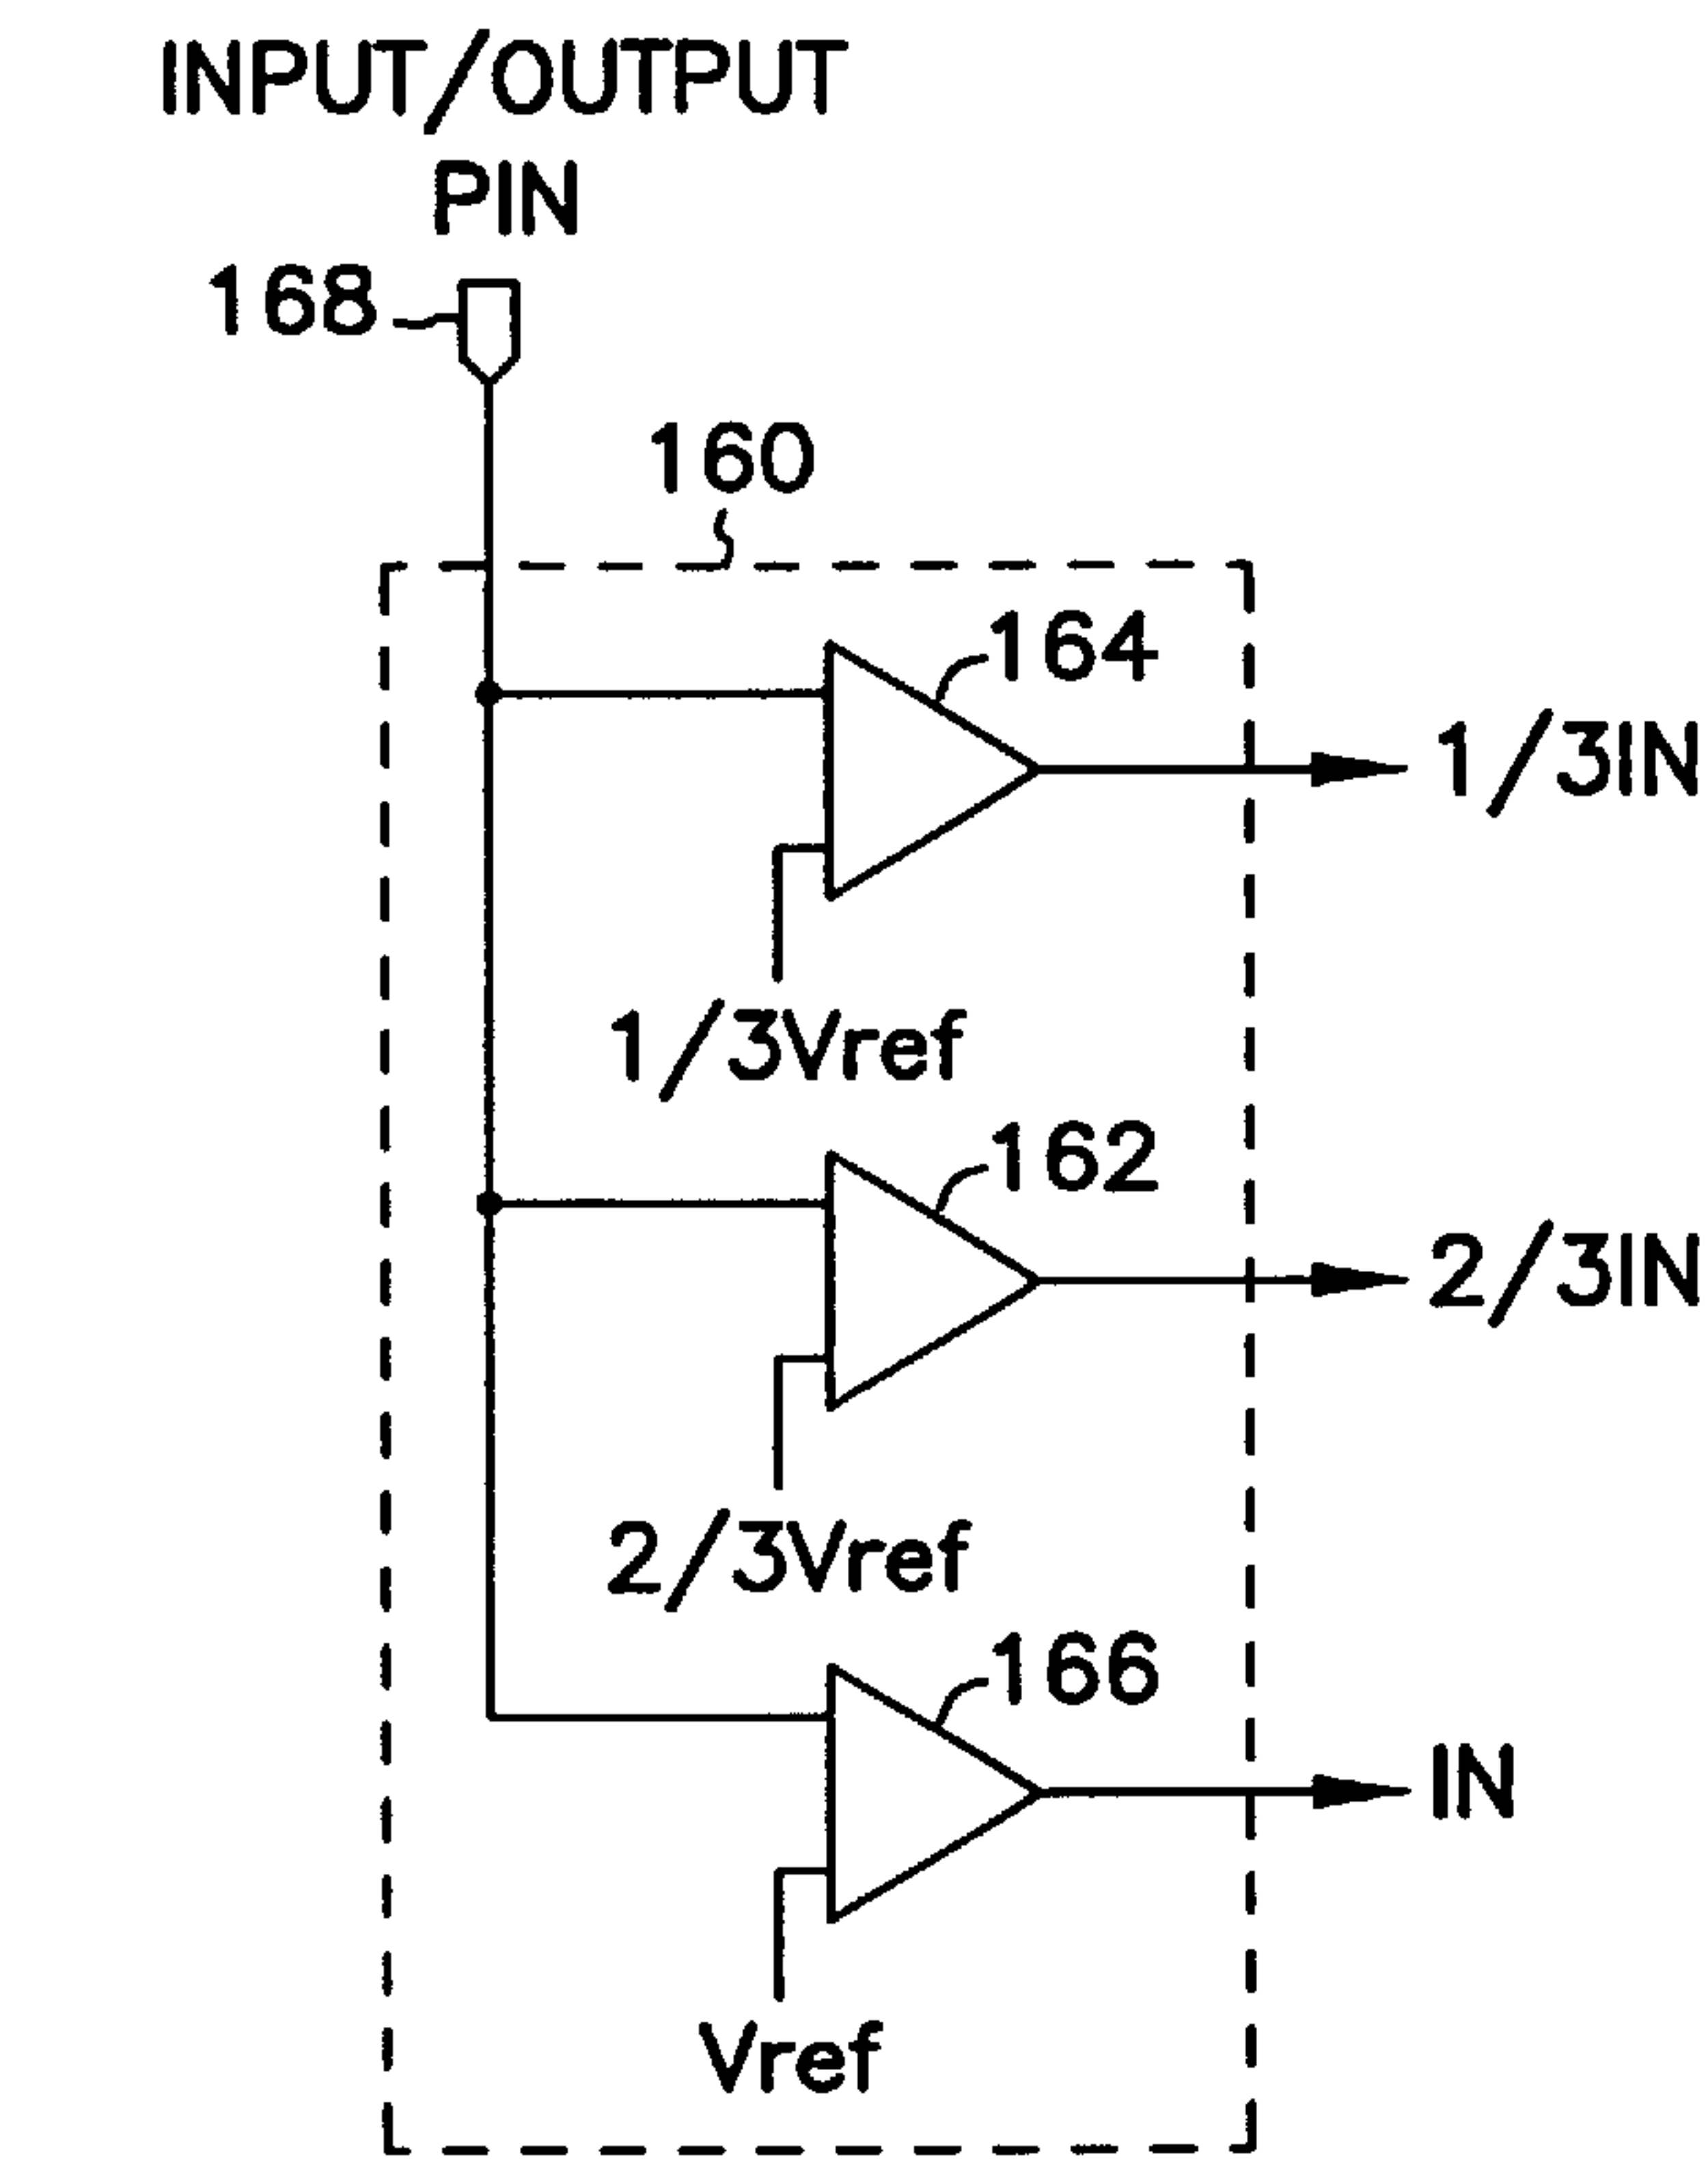 INPUT/OUTPUT
PIN
168
160
164
1/3IN
1/3Vref
162
2/3IN
2/3Vref
166
IN
Vref